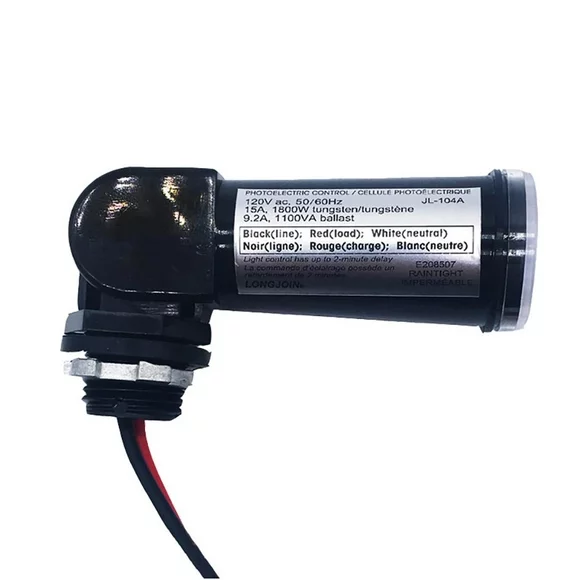 PHOTOELECTRIC CONTROL / CELLULE PHOTOÉLECTRIQUE
120V ac, 50/60Hz JL-104A
15A, 1800W tungsten/tungstène
9.2A, 1100VA ballast
Black(line); Red(load); White(neutral)
Noir(ligne); Rouge(charge); Blanc(neutre)
Light control has up to 2-minute delay
E208507
La commande d'éclairage possède un
RAINTIGHT
2 minutes
IMPERMÉABLE
LONGJOIN